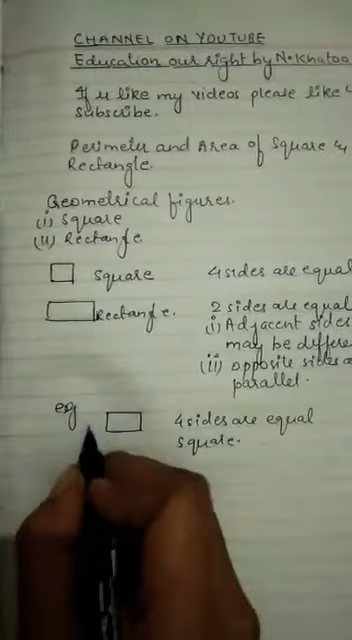 CHANNEL ON YOUTUBE
Education our right by N.Khatoo
If u like my videos please like
subscribe.
Perimeter and Area of Square &
Rectangle.
Geometrical figures.
(i) Square
(ii) Rectangle
Square 4 sides are equal
Rectangle. 2 sides are equal
(i) Adjacent sides
may be differe
(ii) opposite sides a
parallel.
eg 4 sides are equal
square.